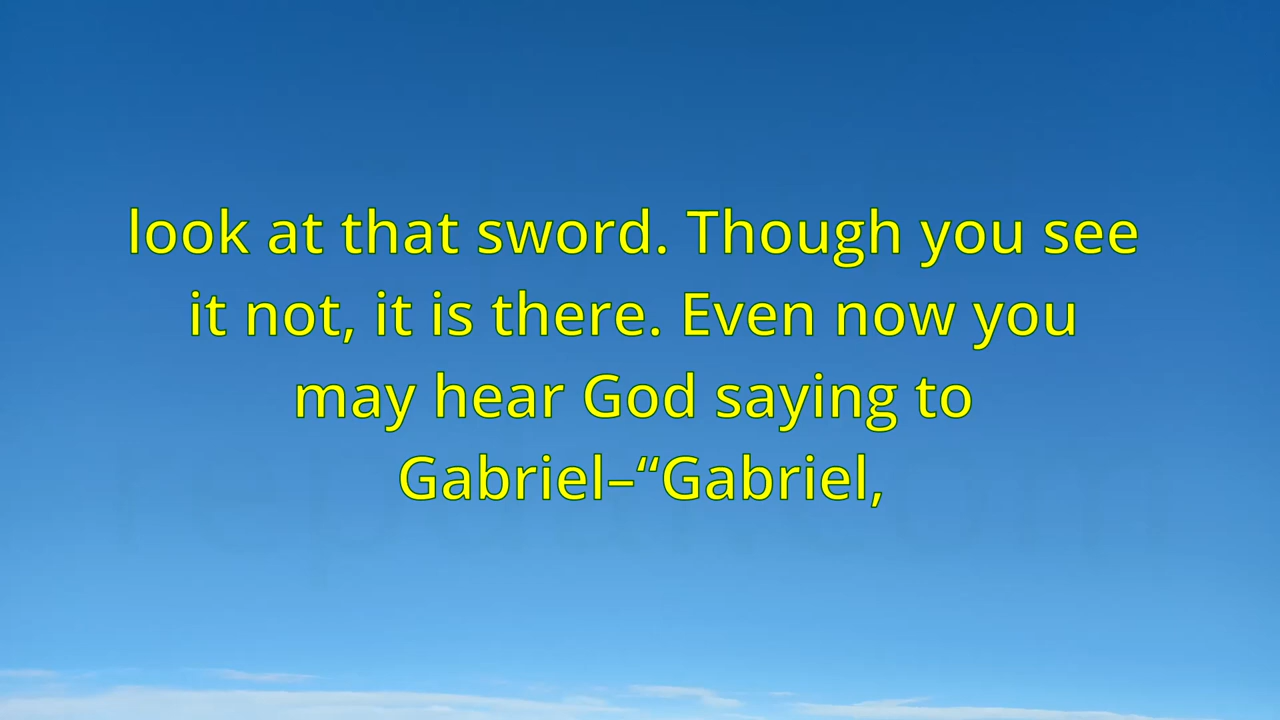 look at that sword. Though you see
it not, it is there. Even now you
may hear God saying to
Gabriel–“Gabriel,